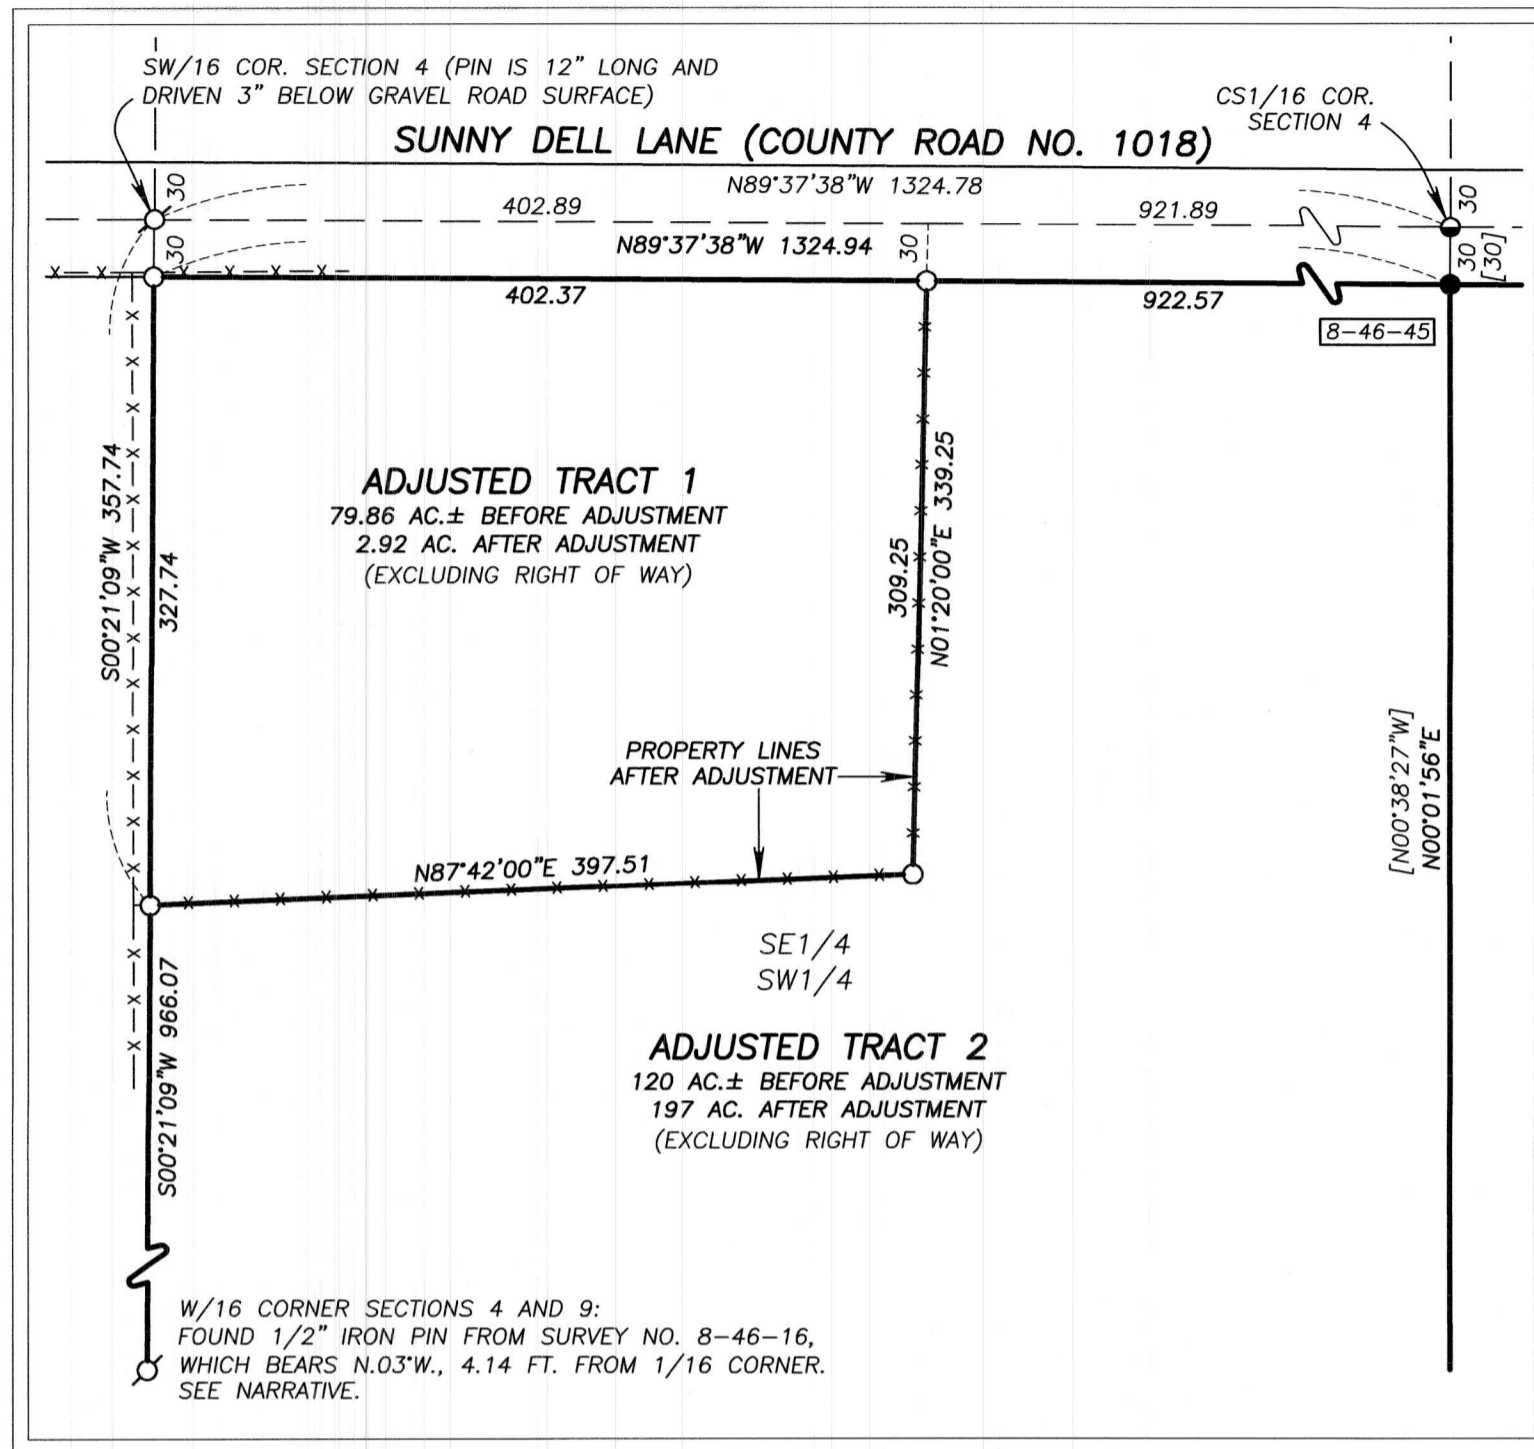 SW/16 COR. SECTION 4 (PIN IS 12" LONG AND
DRIVEN 3" BELOW GRAVEL ROAD SURFACE)
CS1/16 COR.
SECTION 4
SUNNY DELL LANE (COUNTY ROAD NO. 1018)
N89°37'38"W 1324.78
30
402.89
921.89
30
N89°37'38"W 1324.94
30
30
30
[30]
402.37
922.57
8-46-45
S00°21'09"W 357.74
327.74
ADJUSTED TRACT 1
79.86 AC.± BEFORE ADJUSTMENT
2.92 AC. AFTER ADJUSTMENT
(EXCLUDING RIGHT OF WAY)
309.25
N01°20'00"E 339.25
PROPERTY LINES
AFTER ADJUSTMENT
[N00°38'27"W]
N00°01'56"E
N87°42'00"E 397.51
SE1/4
SW1/4
S00°21'09"W 966.07
ADJUSTED TRACT 2
120 AC.± BEFORE ADJUSTMENT
197 AC. AFTER ADJUSTMENT
(EXCLUDING RIGHT OF WAY)
W/16 CORNER SECTIONS 4 AND 9:
FOUND 1/2" IRON PIN FROM SURVEY NO. 8-46-16,
WHICH BEARS N.03°W., 4.14 FT. FROM 1/16 CORNER.
SEE NARRATIVE.